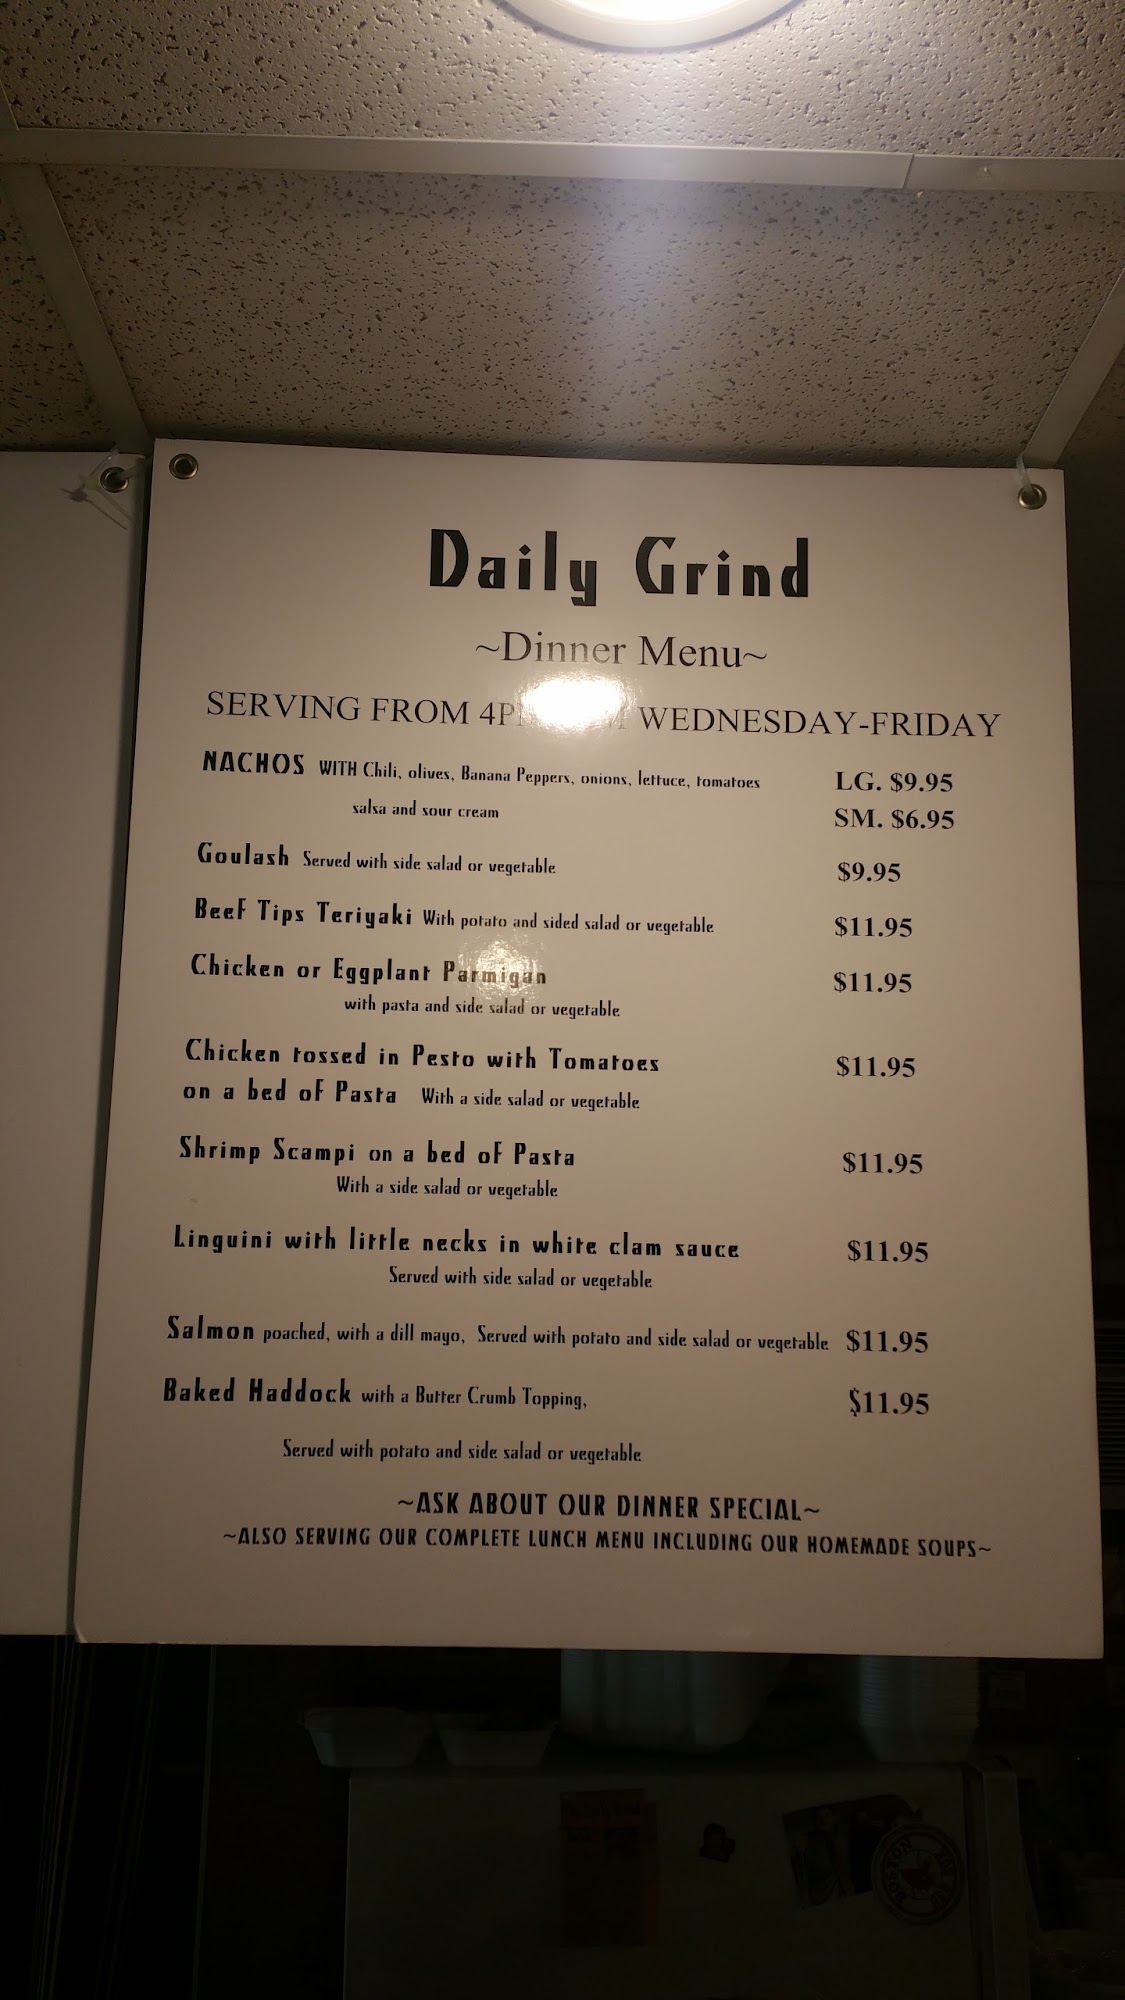 Daily Grind
~Dinner Menu~
SERVING FROM WEDNESDAY-FRIDAY
NACHOS WITH Chili, olives, Banana Peppers, onions, lettuce, tomatoes LG. $9.95
salsa and sour cream SM. $6.95
Goulash Served with side salad or vegetable $9.95
Beef Tips Teriyaki With potato and sided salad or vegetable $11.95
Chicken or Eggplant Parmigan $11.95
with pasta and side salad or vegetable
Chicken tossed in Pesto with Tomatoes $11.95
on a bed of Pasta With a side salad or vegetable
Shrimp Scampi on a bed of Pasta $11.95
With a side salad or vegetable
Linguini with little necks in white clam sauce $11.95
Served with side salad or vegetable
Salmon poached, with a dill mayo, Served with potato and side salad or vegetable $11.95
Baked Haddock with a Butter Crumb Topping, $11.95
Served with potato and side salad or vegetable
~ASK ABOUT OUR DINNER SPECIAL~
~ALSO SERVING OUR COMPLETE LUNCH MENU INCLUDING OUR HOMEMADE SOUPS~
BOSTON